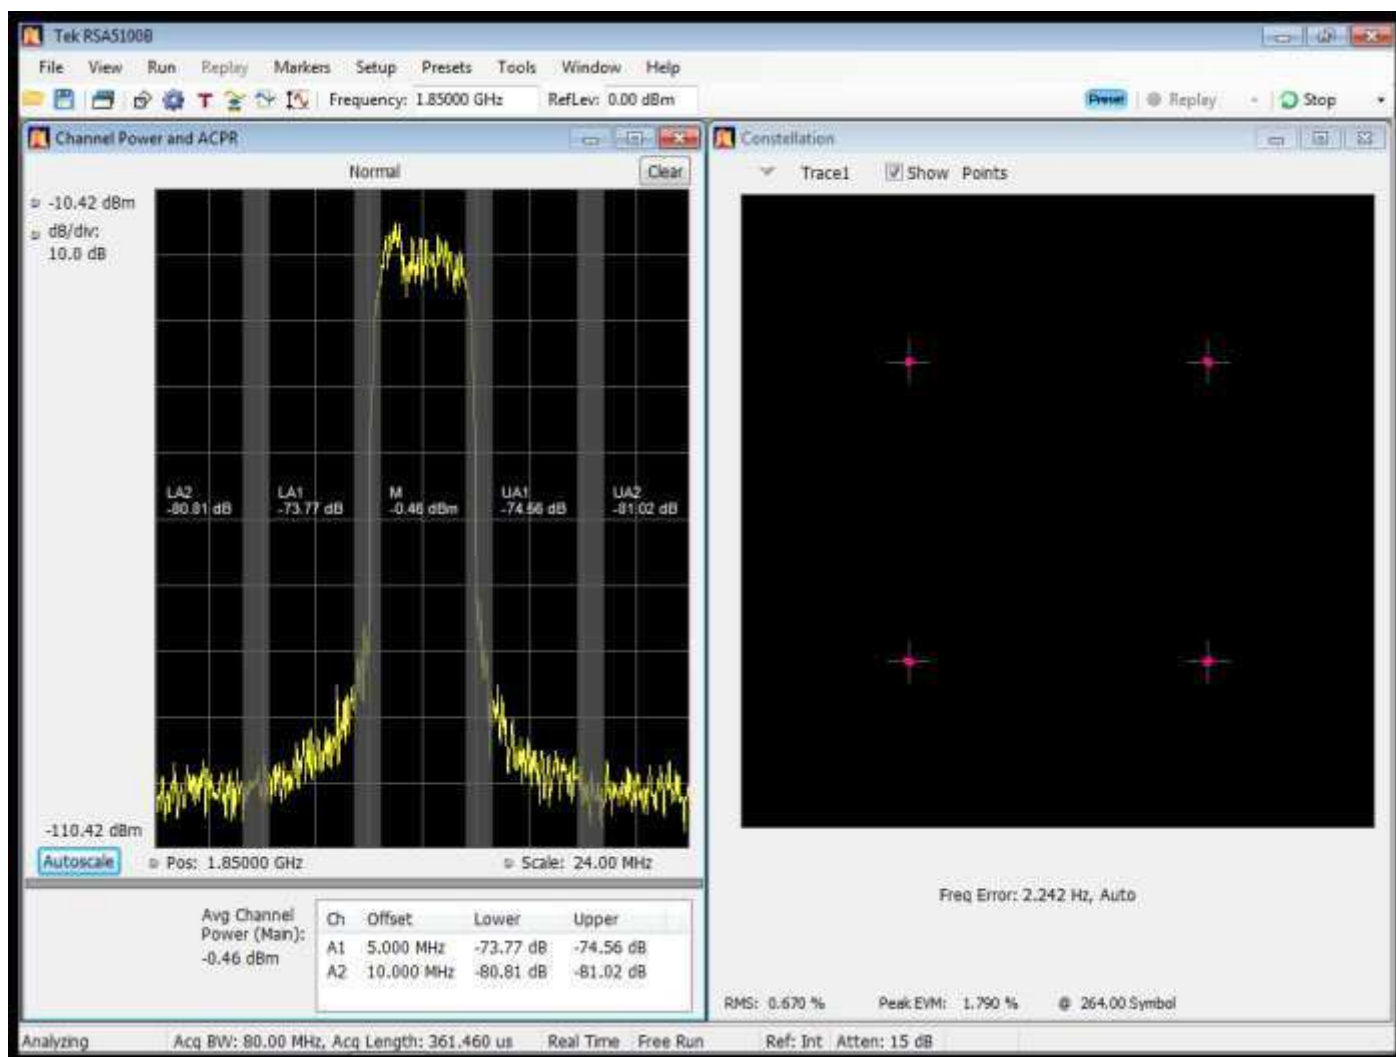 Tek RSA5100B
File View Run Replay Markers Setup Presets Tools Window Help
Frequency: 1.85000 GHz RefLev: 0.00 dBm Preset Replay Stop
Channel Power and ACPR
Normal Clear
-10.42 dBm
dB/div:
10.0 dB
LA2 LA1 M UA1 UA2
-80.81 dB -73.77 dB -0.46 dBm -74.56 dB -81.02 dB
-110.42 dBm
Autoscale Pos: 1.85000 GHz Scale: 24.00 MHz
Avg Channel
Power (Main):
-0.46 dBm
Ch Offset Lower Upper
A1 5.000 MHz -73.77 dB -74.56 dB
A2 10.000 MHz -80.81 dB -81.02 dB
Constellation
Trace1 Show Points
Freq Error: 2.242 Hz, Auto
RMS: 0.670 % Peak EVM: 1.790 % @ 264.00 Symbol
Analyzing Acq BW: 80.00 MHz, Acq Length: 361.460 us Real Time Free Run Ref: Int Atten: 15 dB